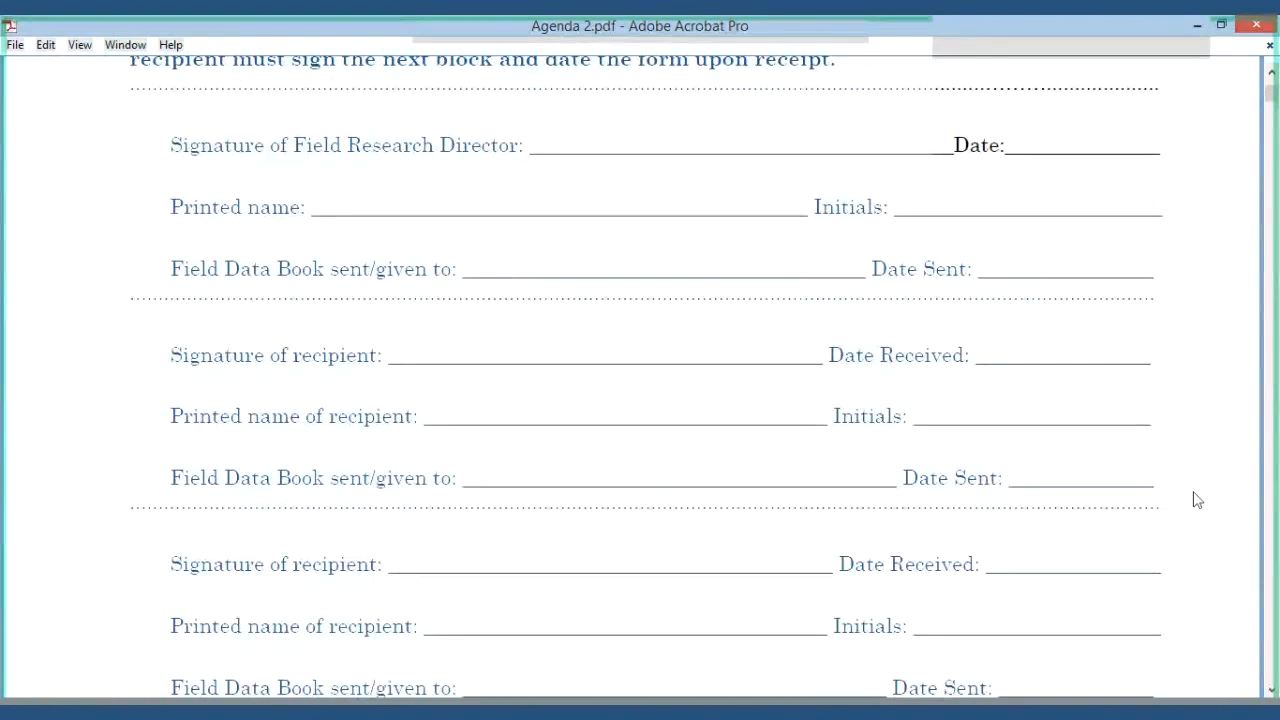 Agenda 2.pdf - Adobe Acrobat Pro
File Edit View Window Help
recipient must sign the next block and date the form upon receipt.
Signature of Field Research Director: Date:
Printed name: Initials:
Field Data Book sent/given to: Date Sent:
Signature of recipient: Date Received:
Printed name of recipient: Initials:
Field Data Book sent/given to: Date Sent:
Signature of recipient: Date Received:
Printed name of recipient: Initials:
Field Data Book sent/given to: Date Sent: